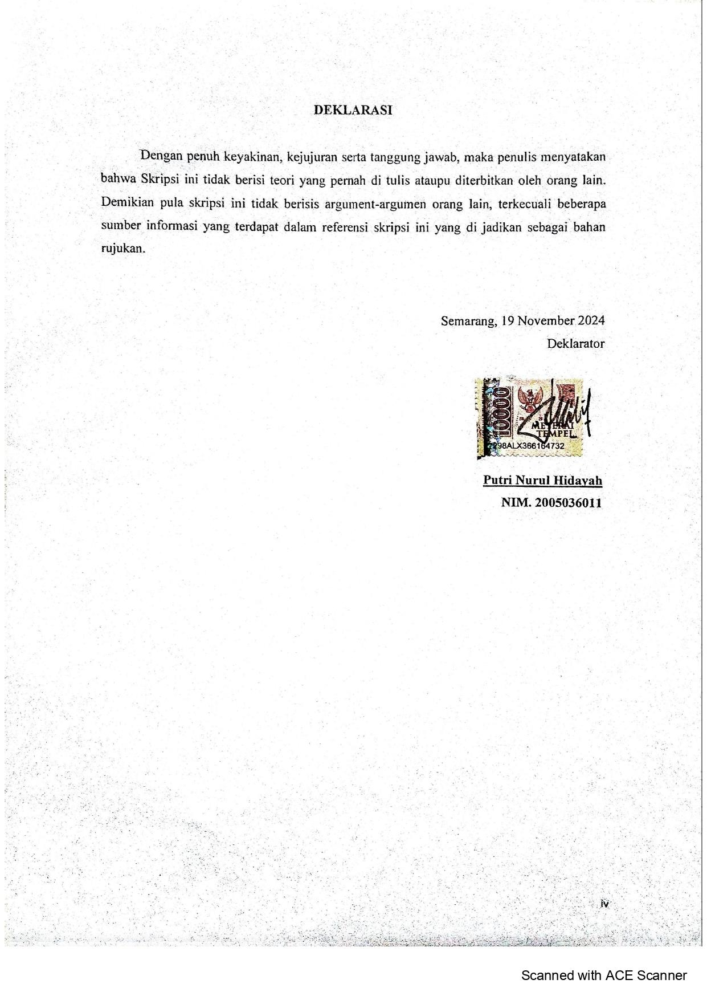 DEKLARASI
Dengan penuh keyakinan, kejujuran serta tanggung jawab, maka penulis menyatakan
bahwa Skripsi ini tidak berisi teori yang pernah di tulis ataupu diterbitkan oleh orang lain.
Demikian pula skripsi ini tidak berisis argument-argumen orang lain, terkecuali beberapa
sumber informasi yang terdapat dalam referensi skripsi ini yang di jadikan sebagai bahan
rujukan.
Semarang, 19 November 2024
Deklarator
10000
METERAI
TEMPEL
298ALX366164732
Putri Nurul Hidayah
NIM. 2005036011
iv
Scanned with ACE Scanner